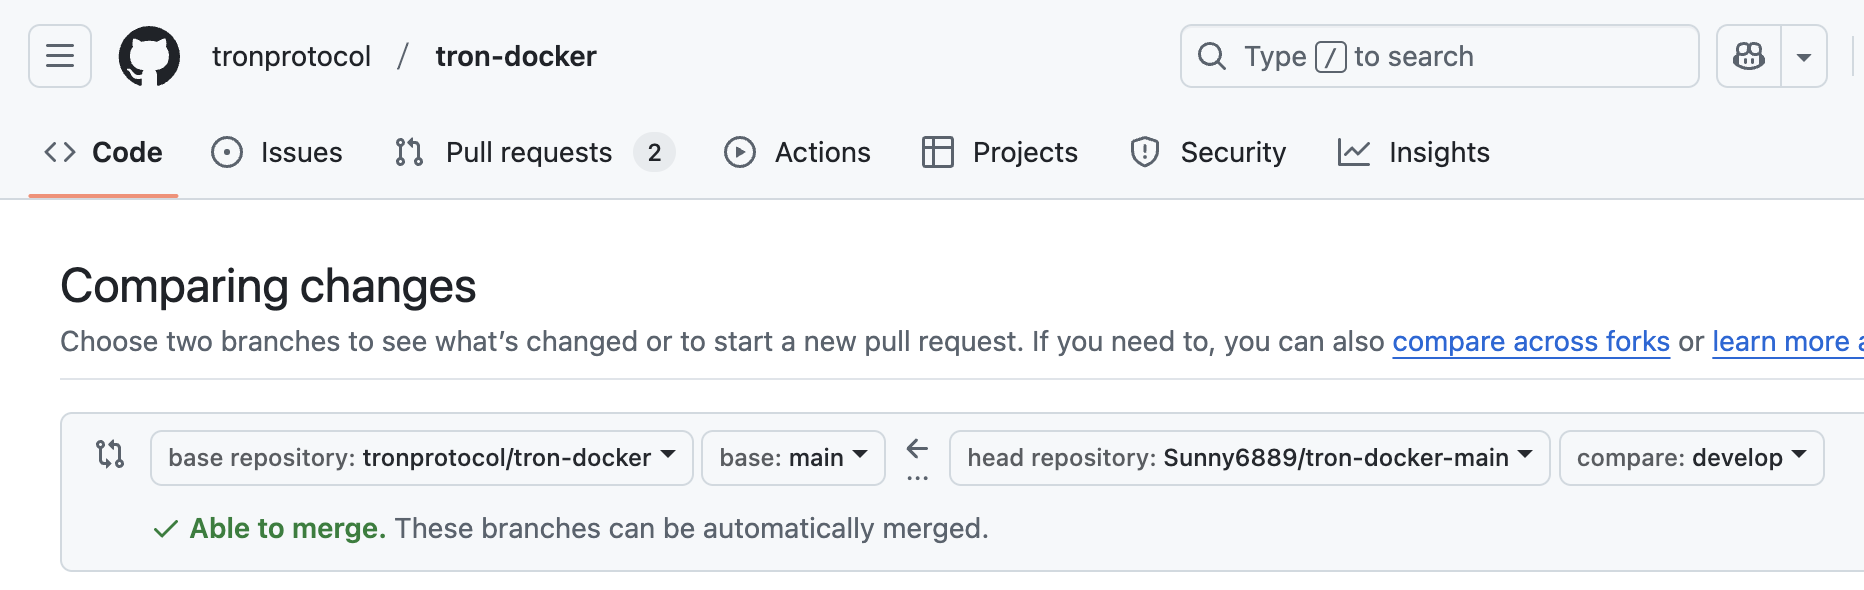 tronprotocol / tron-docker
Type / to search
Code Issues Pull requests 2 Actions Projects Security Insights
Comparing changes
Choose two branches to see what’s changed or to start a new pull request. If you need to, you can also compare across forks or learn more a
base repository: tronprotocol/tron-docker base: main ← ... head repository: Sunny6889/tron-docker-main compare: develop
Able to merge. These branches can be automatically merged.